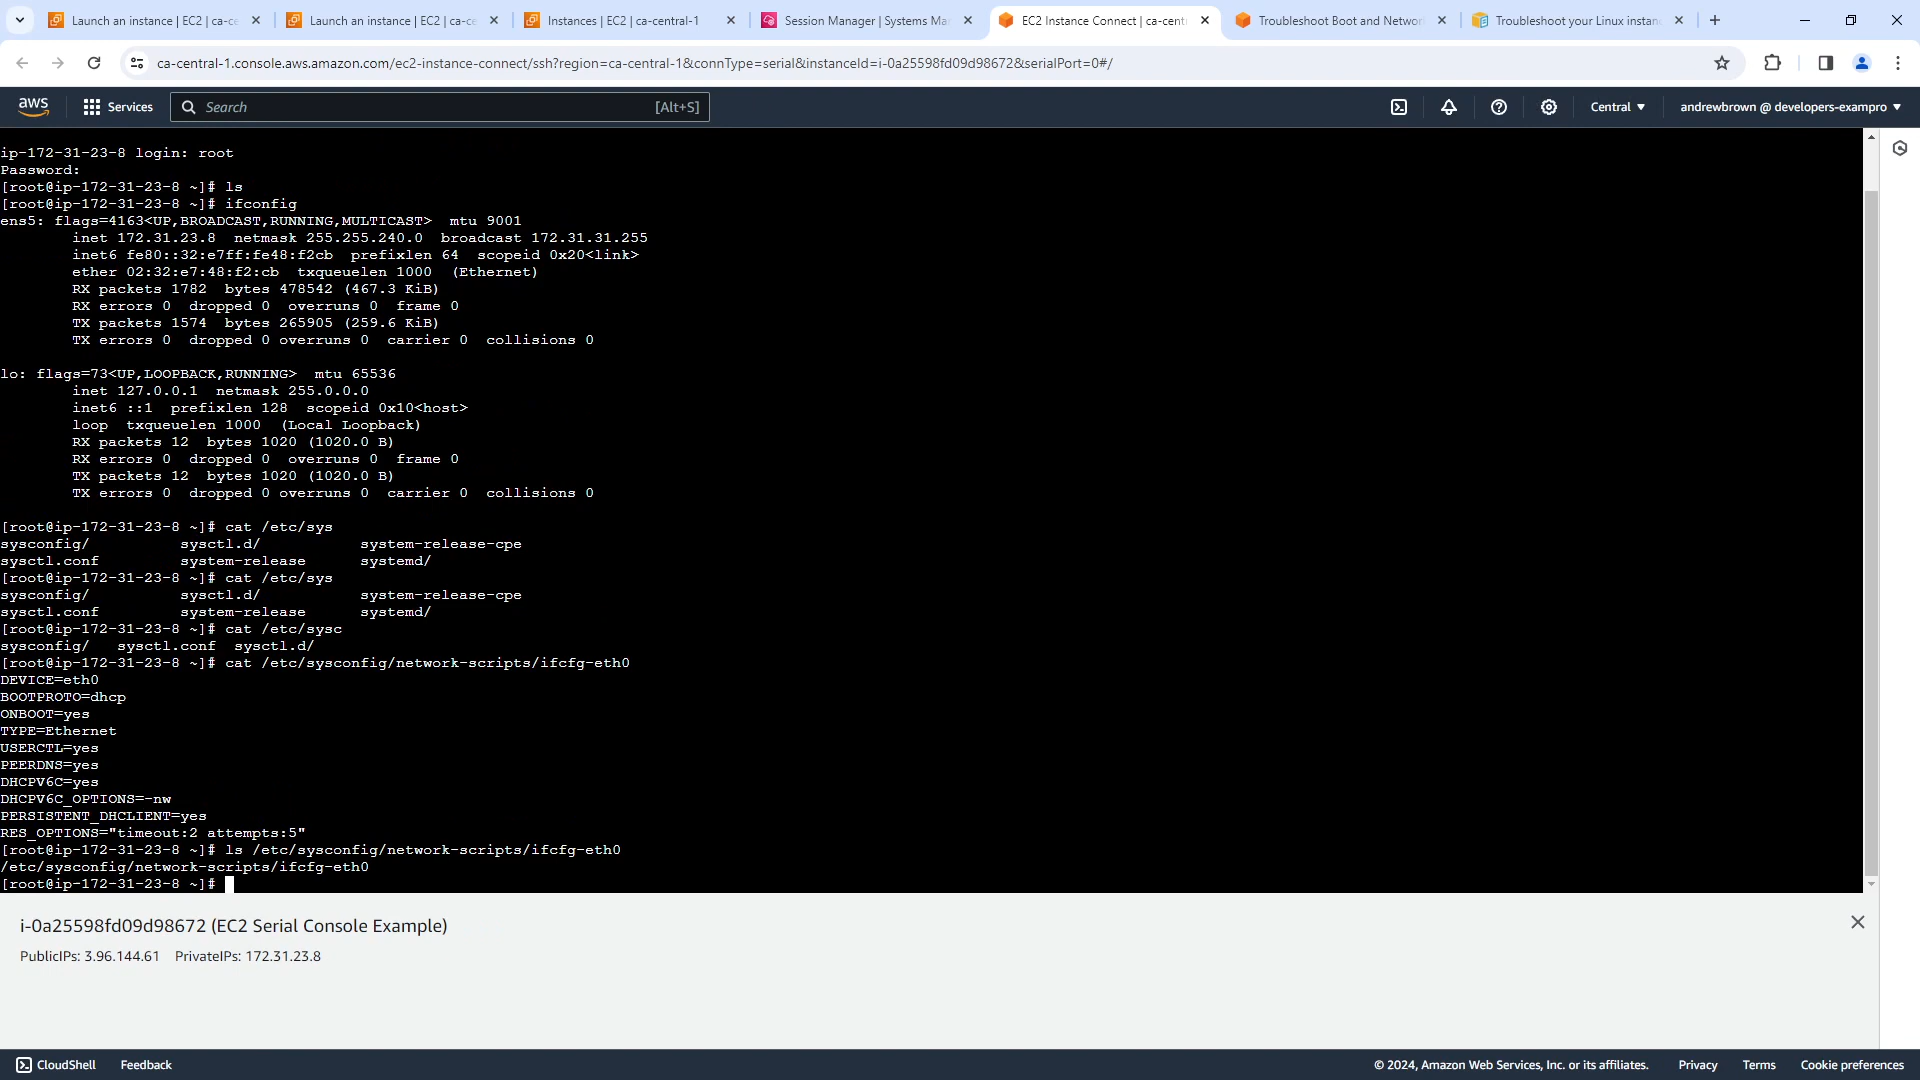 Launch an instance | EC2 | ca-ce
Launch an instance | EC2 | ca-ce
Instances | EC2 | ca-central-1
Session Manager | Systems Ma
EC2 Instance Connect | ca-cent
Troubleshoot Boot and Networ
Troubleshoot your Linux instan
ca-central-1.console.aws.amazon.com/ec2-instance-connect/ssh?region=ca-central-1&connType=serial&instanceId=i-0a25598fd09d98672&serialPort=0#/
aws
Services
Search
[Alt+S]
Central
andrewbrown @ developers-exampro
ip-172-31-23-8 login: root
Password:
[root@ip-172-31-23-8 ~]# ls
[root@ip-172-31-23-8 ~]# ifconfig
ens5: flags=4163<UP,BROADCAST,RUNNING,MULTICAST>  mtu 9001
        inet 172.31.23.8  netmask 255.255.240.0  broadcast 172.31.31.255
        inet6 fe80::32:e7ff:fe48:f2cb  prefixlen 64  scopeid 0x20<link>
        ether 02:32:e7:48:f2:cb  txqueuelen 1000  (Ethernet)
        RX packets 1782  bytes 478542 (467.3 KiB)
        RX errors 0  dropped 0  overruns 0  frame 0
        TX packets 1574  bytes 265905 (259.6 KiB)
        TX errors 0  dropped 0 overruns 0  carrier 0  collisions 0
lo: flags=73<UP,LOOPBACK,RUNNING>  mtu 65536
        inet 127.0.0.1  netmask 255.0.0.0
        inet6 ::1  prefixlen 128  scopeid 0x10<host>
        loop  txqueuelen 1000  (Local Loopback)
        RX packets 12  bytes 1020 (1020.0 B)
        RX errors 0  dropped 0  overruns 0  frame 0
        TX packets 12  bytes 1020 (1020.0 B)
        TX errors 0  dropped 0 overruns 0  carrier 0  collisions 0
[root@ip-172-31-23-8 ~]# cat /etc/sys
sysconfig/          sysctl.d/           system-release-cpe
sysctl.conf         system-release      systemd/
[root@ip-172-31-23-8 ~]# cat /etc/sys
sysconfig/          sysctl.d/           system-release-cpe
sysctl.conf         system-release      systemd/
[root@ip-172-31-23-8 ~]# cat /etc/sysc
sysconfig/   sysctl.conf  sysctl.d/
[root@ip-172-31-23-8 ~]# cat /etc/sysconfig/network-scripts/ifcfg-eth0
DEVICE=eth0
BOOTPROTO=dhcp
ONBOOT=yes
TYPE=Ethernet
USERCTL=yes
PEERDNS=yes
DHCPV6C=yes
DHCPV6C_OPTIONS=-nw
PERSISTENT_DHCLIENT=yes
RES_OPTIONS="timeout:2 attempts:5"
[root@ip-172-31-23-8 ~]# ls /etc/sysconfig/network-scripts/ifcfg-eth0
/etc/sysconfig/network-scripts/ifcfg-eth0
[root@ip-172-31-23-8 ~]#
i-0a25598fd09d98672 (EC2 Serial Console Example)
PublicIPs: 3.96.144.61    PrivateIPs: 172.31.23.8
CloudShell
Feedback
© 2024, Amazon Web Services, Inc. or its affiliates.
Privacy
Terms
Cookie preferences